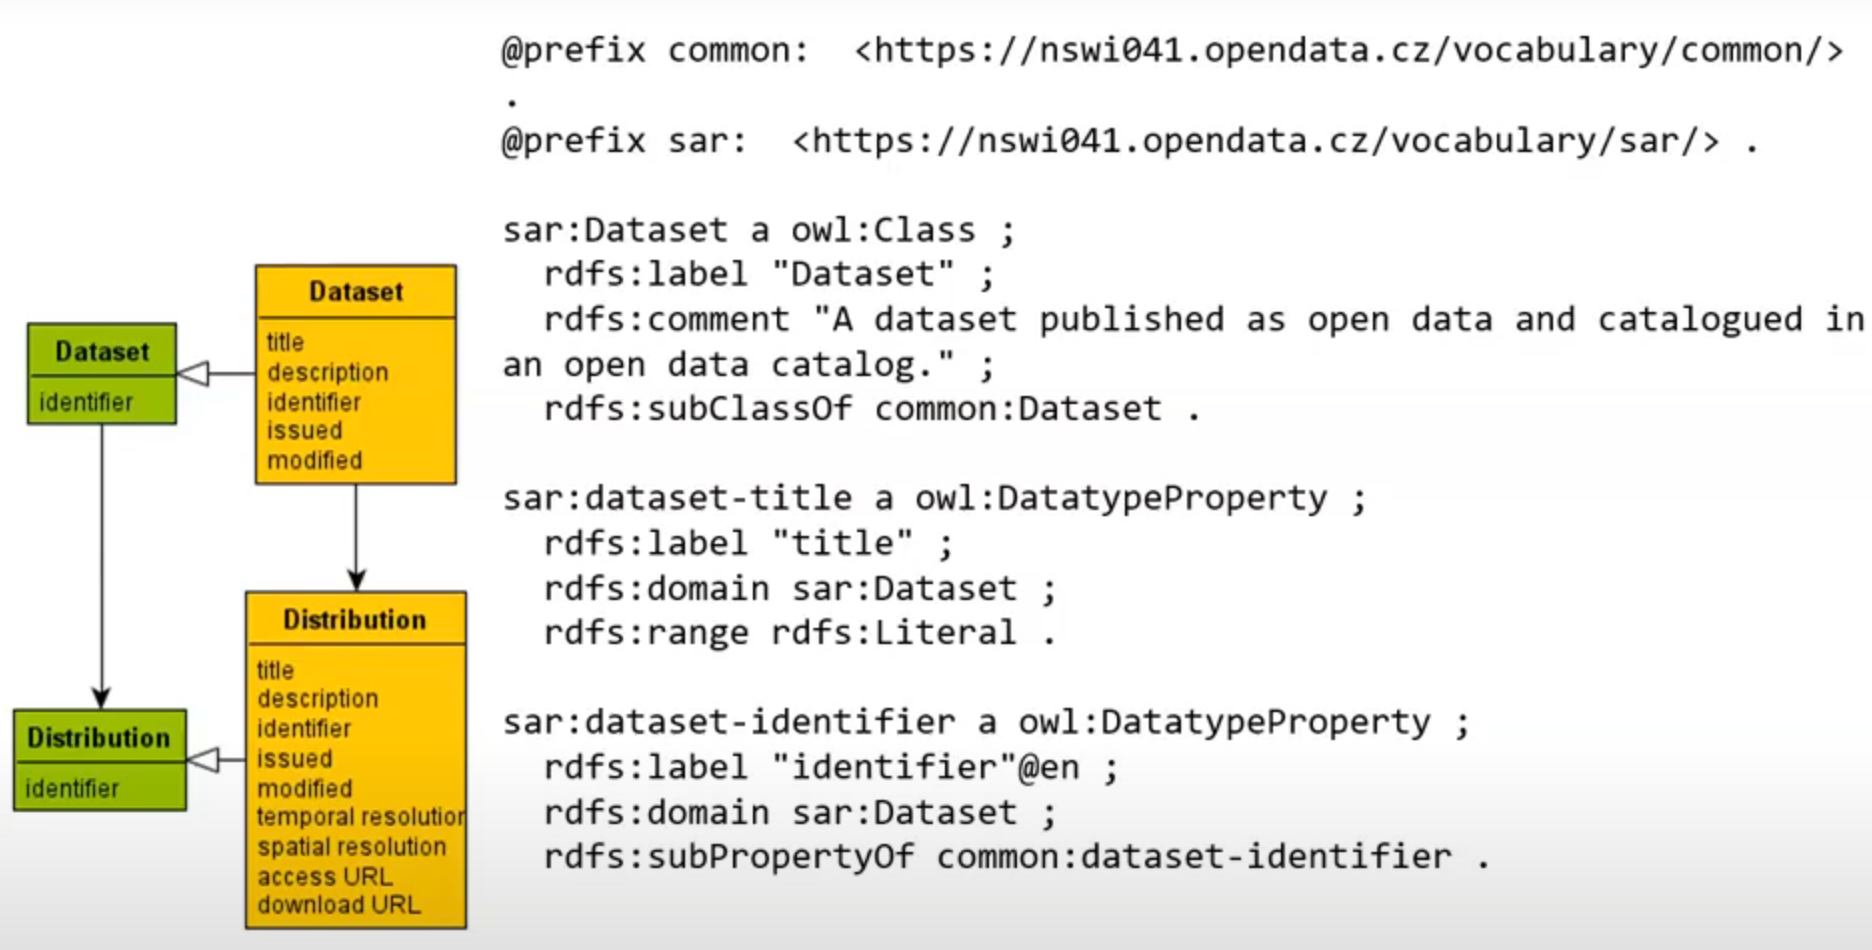 @prefix common:  <https://nswi041.opendata.cz/vocabulary/common/>
.
@prefix sar:  <https://nswi041.opendata.cz/vocabulary/sar/> .
sar:Dataset a owl:Class ;
rdfs:label "Dataset" ;
rdfs:comment "A dataset published as open data and catalogued in
an open data catalog." ;
rdfs:subClassOf common:Dataset .
sar:dataset-title a owl:DatatypeProperty ;
rdfs:label "title" ;
rdfs:domain sar:Dataset ;
rdfs:range rdfs:Literal .
sar:dataset-identifier a owl:DatatypeProperty ;
rdfs:label "identifier"@en ;
rdfs:domain sar:Dataset ;
rdfs:subPropertyOf common:dataset-identifier .
Dataset
identifier
Dataset
title
description
identifier
issued
modified
Distribution
identifier
Distribution
title
description
identifier
issued
modified
temporal resolution
spatial resolution
access URL
download URL